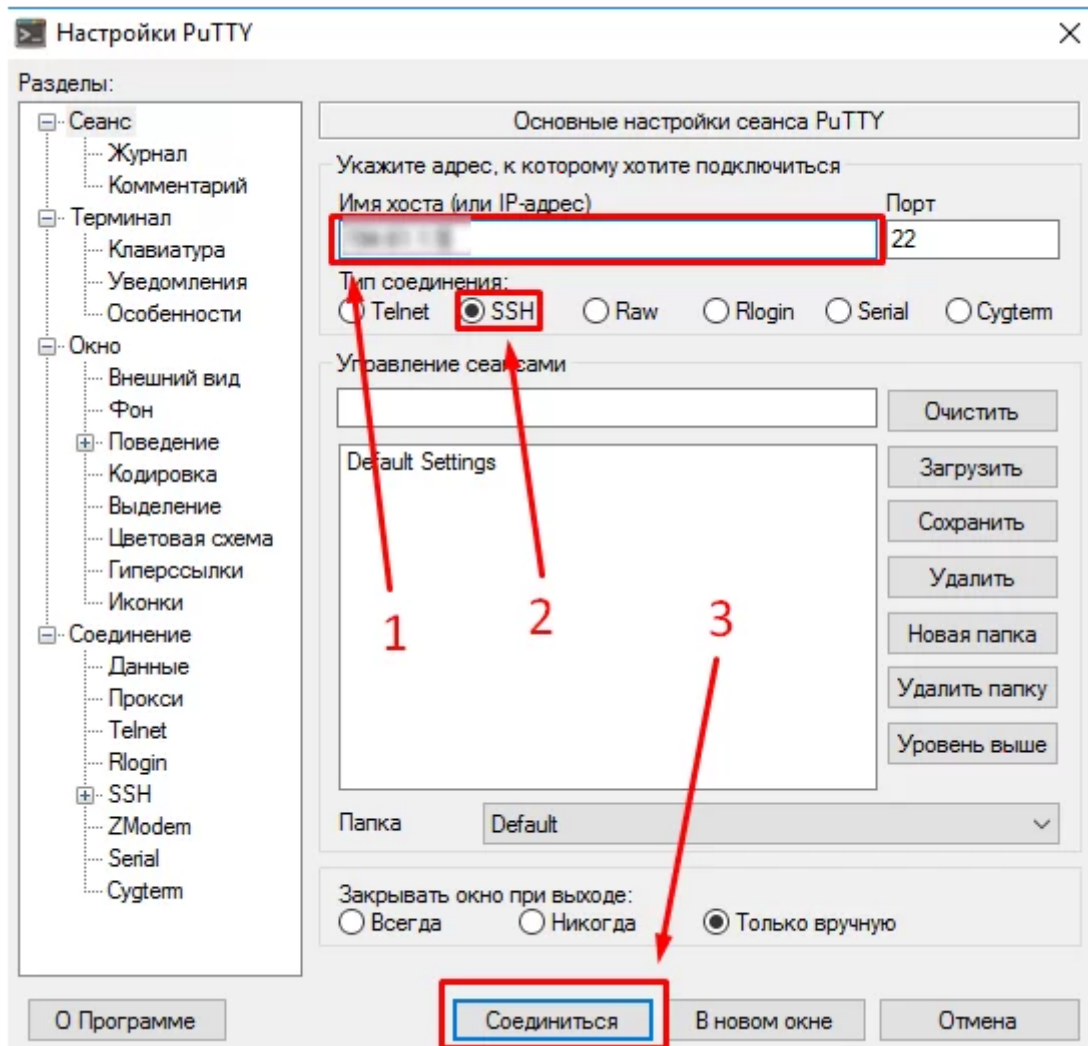 Настройки PuTTY
Разделы:
Сеанс
Журнал
Комментарий
Терминал
Клавиатура
Уведомления
Особенности
Окно
Внешний вид
Фон
Поведение
Кодировка
Выделение
Цветовая схема
Гиперссылки
Иконки
Соединение
Данные
Прокси
Telnet
Rlogin
SSH
ZModem
Serial
Cygterm
Основные настройки сеанса PuTTY
Укажите адрес, к которому хотите подключиться
Имя хоста (или IP-адрес) Порт
22
Тип соединения:
Telnet SSH Raw Rlogin Serial Cygterm
Управление сеансами
Очистить
Default Settings
Загрузить
Сохранить
Удалить
Новая папка
Удалить папку
Уровень выше
1 2 3
Папка Default
Закрывать окно при выходе:
Всегда Никогда Только вручную
О Программе Соединиться В новом окне Отмена